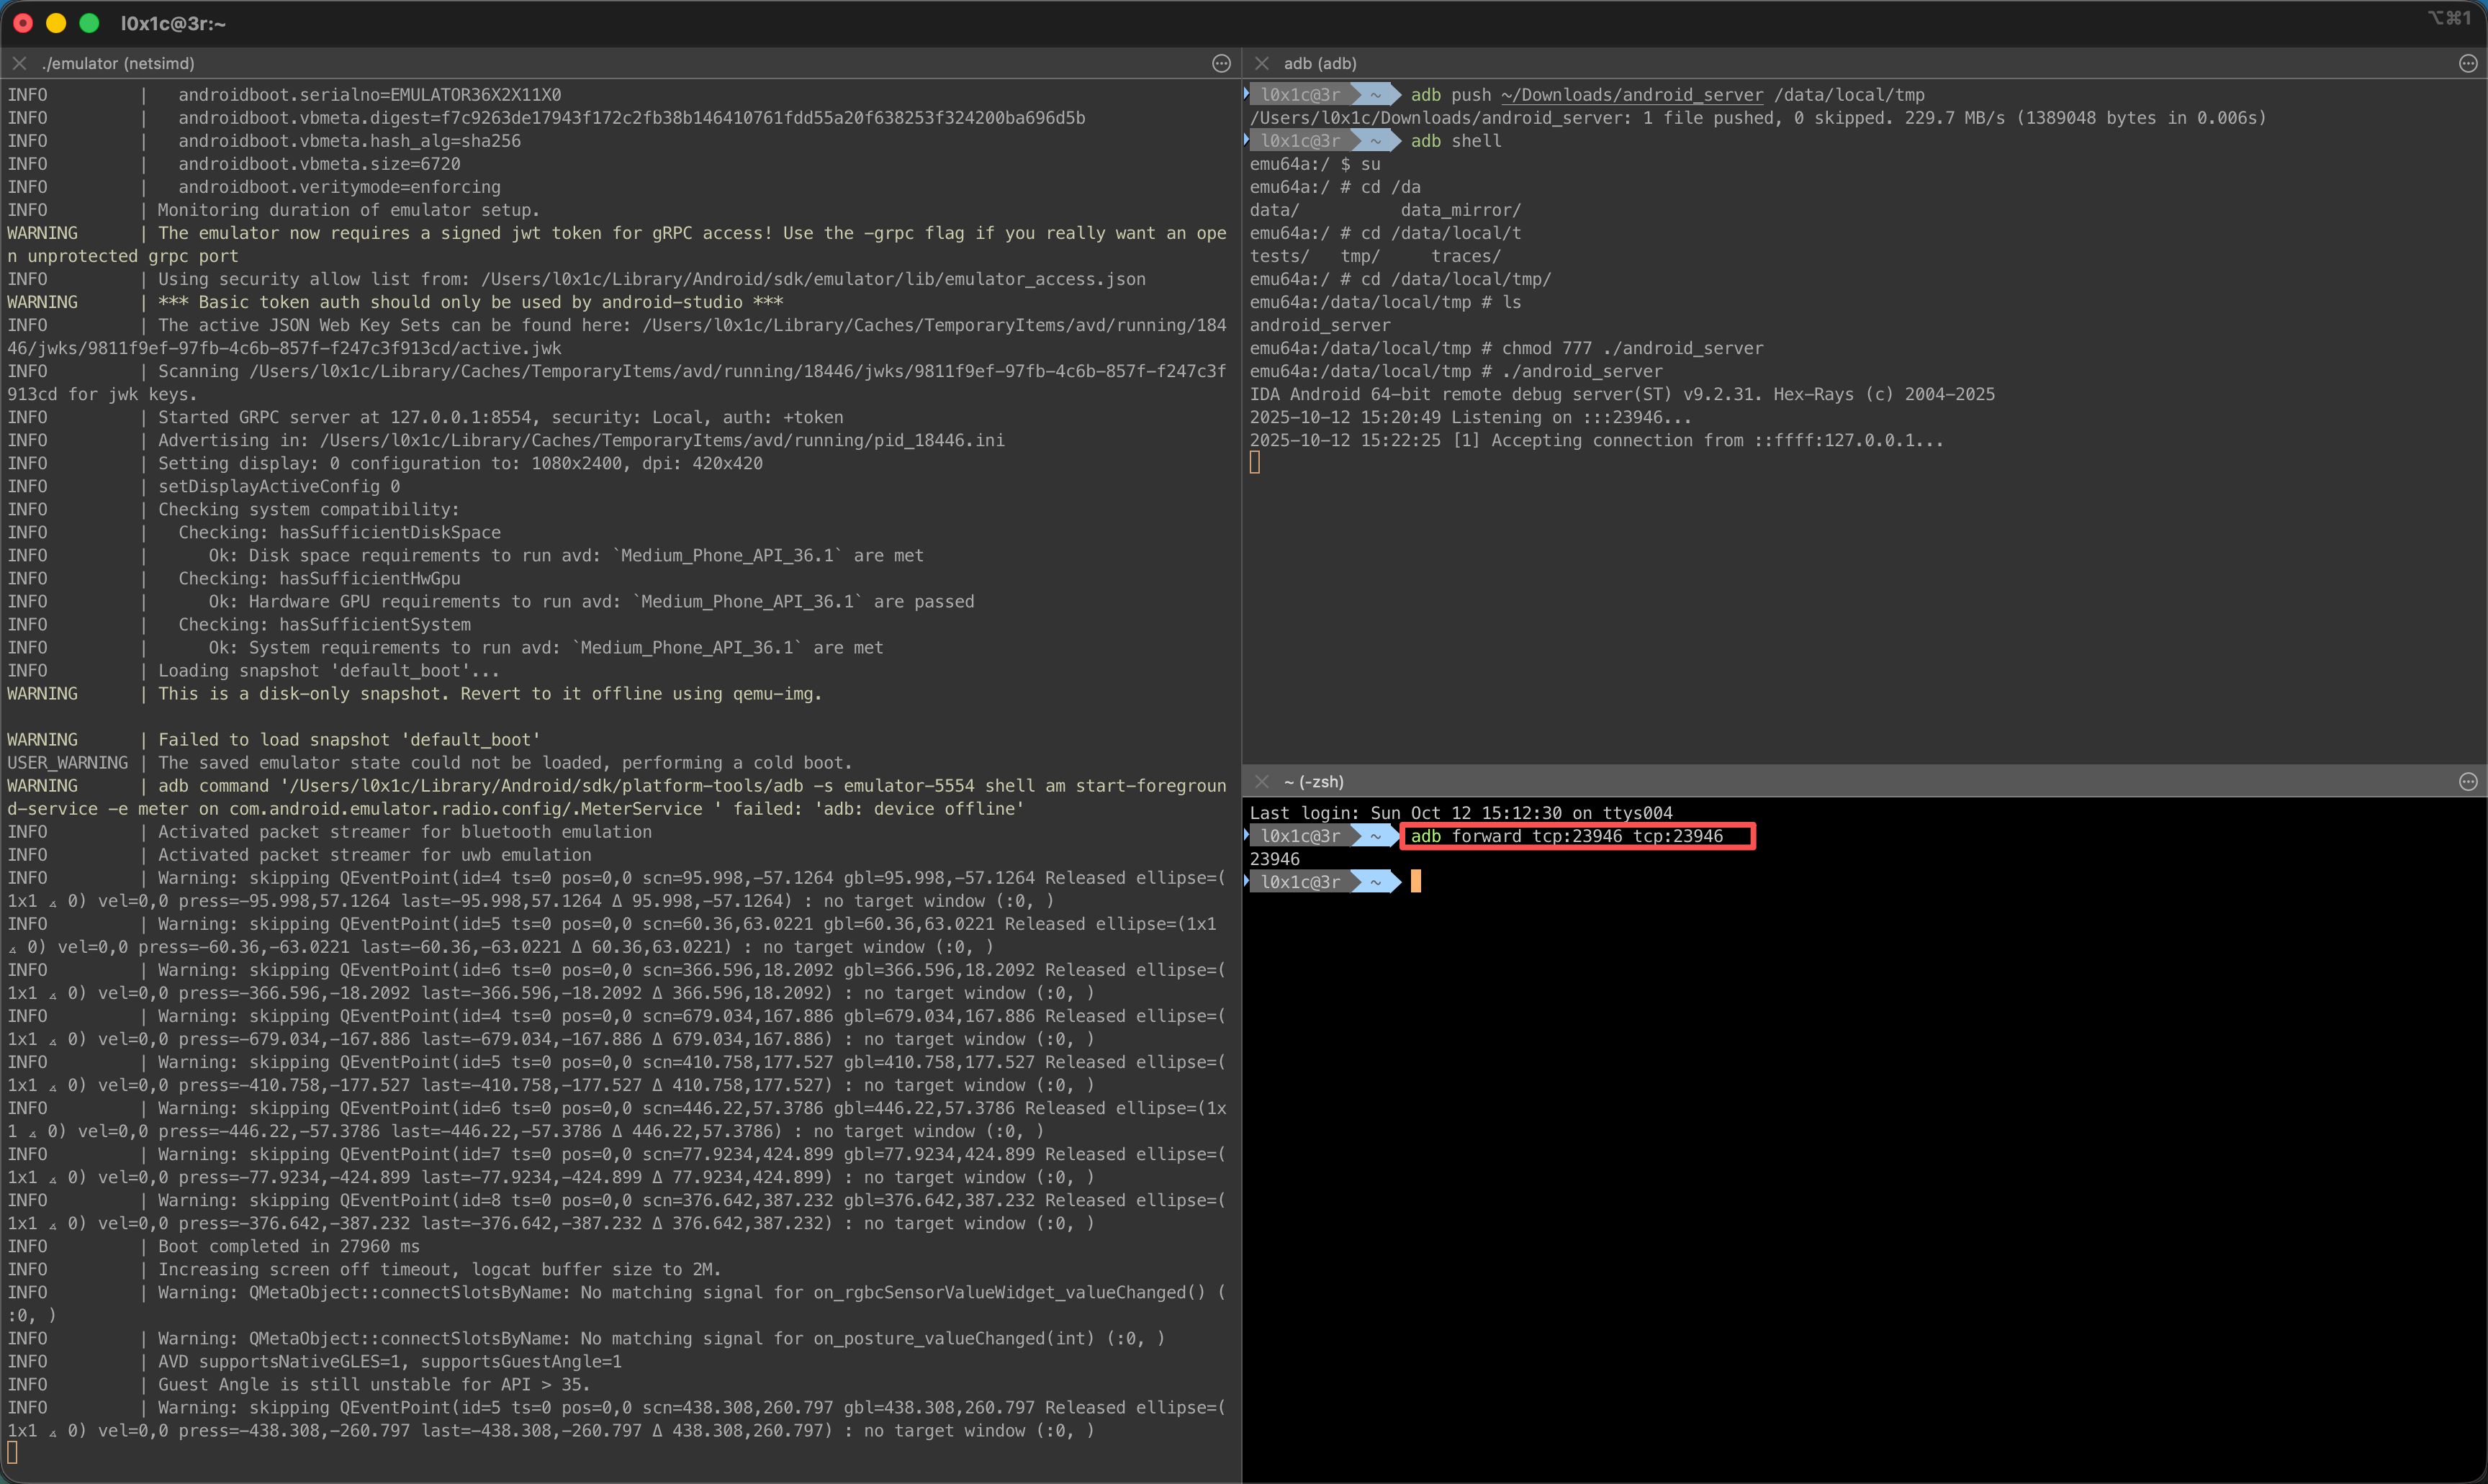 l0x1c@3r:~
⌥⌘1
./emulator (netsimd)
INFO         |   androidboot.serialno=EMULATOR36X2X11X0
INFO         |   androidboot.vbmeta.digest=f7c9263de17943f172c2fb38b146410761fdd55a20f638253f324200ba696d5b
INFO         |   androidboot.vbmeta.hash_alg=sha256
INFO         |   androidboot.vbmeta.size=6720
INFO         |   androidboot.veritymode=enforcing
INFO         | Monitoring duration of emulator setup.
WARNING      | The emulator now requires a signed jwt token for gRPC access! Use the -grpc flag if you really want an ope
n unprotected grpc port
INFO         | Using security allow list from: /Users/l0x1c/Library/Android/sdk/emulator/lib/emulator_access.json
WARNING      | *** Basic token auth should only be used by android-studio ***
INFO         | The active JSON Web Key Sets can be found here: /Users/l0x1c/Library/Caches/TemporaryItems/avd/running/184
46/jwks/9811f9ef-97fb-4c6b-857f-f247c3f913cd/active.jwk
INFO         | Scanning /Users/l0x1c/Library/Caches/TemporaryItems/avd/running/18446/jwks/9811f9ef-97fb-4c6b-857f-f247c3f
913cd for jwk keys.
INFO         | Started GRPC server at 127.0.0.1:8554, security: Local, auth: +token
INFO         | Advertising in: /Users/l0x1c/Library/Caches/TemporaryItems/avd/running/pid_18446.ini
INFO         | Setting display: 0 configuration to: 1080x2400, dpi: 420x420
INFO         | setDisplayActiveConfig 0
INFO         | Checking system compatibility:
INFO         |   Checking: hasSufficientDiskSpace
INFO         |      Ok: Disk space requirements to run avd: `Medium_Phone_API_36.1` are met
INFO         |   Checking: hasSufficientHwGpu
INFO         |      Ok: Hardware GPU requirements to run avd: `Medium_Phone_API_36.1` are passed
INFO         |   Checking: hasSufficientSystem
INFO         |      Ok: System requirements to run avd: `Medium_Phone_API_36.1` are met
INFO         | Loading snapshot 'default_boot'...
WARNING      | This is a disk-only snapshot. Revert to it offline using qemu-img.
WARNING      | Failed to load snapshot 'default_boot'
USER_WARNING | The saved emulator state could not be loaded, performing a cold boot.
WARNING      | adb command '/Users/l0x1c/Library/Android/sdk/platform-tools/adb -s emulator-5554 shell am start-foregroun
d-service -e meter on com.android.emulator.radio.config/.MeterService ' failed: 'adb: device offline'
INFO         | Activated packet streamer for bluetooth emulation
INFO         | Activated packet streamer for uwb emulation
INFO         | Warning: skipping QEventPoint(id=4 ts=0 pos=0,0 scn=95.998,-57.1264 gbl=95.998,-57.1264 Released ellipse=(
1x1 ∡ 0) vel=0,0 press=-95.998,57.1264 last=-95.998,57.1264 Δ 95.998,-57.1264) : no target window (:0, )
INFO         | Warning: skipping QEventPoint(id=5 ts=0 pos=0,0 scn=60.36,63.0221 gbl=60.36,63.0221 Released ellipse=(1x1
∡ 0) vel=0,0 press=-60.36,-63.0221 last=-60.36,-63.0221 Δ 60.36,63.0221) : no target window (:0, )
INFO         | Warning: skipping QEventPoint(id=6 ts=0 pos=0,0 scn=366.596,18.2092 gbl=366.596,18.2092 Released ellipse=(
1x1 ∡ 0) vel=0,0 press=-366.596,-18.2092 last=-366.596,-18.2092 Δ 366.596,18.2092) : no target window (:0, )
INFO         | Warning: skipping QEventPoint(id=4 ts=0 pos=0,0 scn=679.034,167.886 gbl=679.034,167.886 Released ellipse=(
1x1 ∡ 0) vel=0,0 press=-679.034,-167.886 last=-679.034,-167.886 Δ 679.034,167.886) : no target window (:0, )
INFO         | Warning: skipping QEventPoint(id=5 ts=0 pos=0,0 scn=410.758,177.527 gbl=410.758,177.527 Released ellipse=(
1x1 ∡ 0) vel=0,0 press=-410.758,-177.527 last=-410.758,-177.527 Δ 410.758,177.527) : no target window (:0, )
INFO         | Warning: skipping QEventPoint(id=6 ts=0 pos=0,0 scn=446.22,57.3786 gbl=446.22,57.3786 Released ellipse=(1x
1 ∡ 0) vel=0,0 press=-446.22,-57.3786 last=-446.22,-57.3786 Δ 446.22,57.3786) : no target window (:0, )
INFO         | Warning: skipping QEventPoint(id=7 ts=0 pos=0,0 scn=77.9234,424.899 gbl=77.9234,424.899 Released ellipse=(
1x1 ∡ 0) vel=0,0 press=-77.9234,-424.899 last=-77.9234,-424.899 Δ 77.9234,424.899) : no target window (:0, )
INFO         | Warning: skipping QEventPoint(id=8 ts=0 pos=0,0 scn=376.642,387.232 gbl=376.642,387.232 Released ellipse=(
1x1 ∡ 0) vel=0,0 press=-376.642,-387.232 last=-376.642,-387.232 Δ 376.642,387.232) : no target window (:0, )
INFO         | Boot completed in 27960 ms
INFO         | Increasing screen off timeout, logcat buffer size to 2M.
INFO         | Warning: QMetaObject::connectSlotsByName: No matching signal for on_rgbcSensorValueWidget_valueChanged() (
:0, )
INFO         | Warning: QMetaObject::connectSlotsByName: No matching signal for on_posture_valueChanged(int) (:0, )
INFO         | AVD supportsNativeGLES=1, supportsGuestAngle=1
INFO         | Guest Angle is still unstable for API > 35.
INFO         | Warning: skipping QEventPoint(id=5 ts=0 pos=0,0 scn=438.308,260.797 gbl=438.308,260.797 Released ellipse=(
1x1 ∡ 0) vel=0,0 press=-438.308,-260.797 last=-438.308,-260.797 Δ 438.308,260.797) : no target window (:0, )
adb (adb)
l0x1c@3r ~ adb push ~/Downloads/android_server /data/local/tmp
/Users/l0x1c/Downloads/android_server: 1 file pushed, 0 skipped. 229.7 MB/s (1389048 bytes in 0.006s)
l0x1c@3r ~ adb shell
emu64a:/ $ su
emu64a:/ # cd /da
data/          data_mirror/
emu64a:/ # cd /data/local/t
tests/   tmp/     traces/
emu64a:/ # cd /data/local/tmp/
emu64a:/data/local/tmp # ls
android_server
emu64a:/data/local/tmp # chmod 777 ./android_server
emu64a:/data/local/tmp # ./android_server
IDA Android 64-bit remote debug server(ST) v9.2.31. Hex-Rays (c) 2004-2025
2025-10-12 15:20:49 Listening on :::23946...
2025-10-12 15:22:25 [1] Accepting connection from ::ffff:127.0.0.1...
~ (-zsh)
Last login: Sun Oct 12 15:12:30 on ttys004
l0x1c@3r ~ adb forward tcp:23946 tcp:23946
23946
l0x1c@3r ~